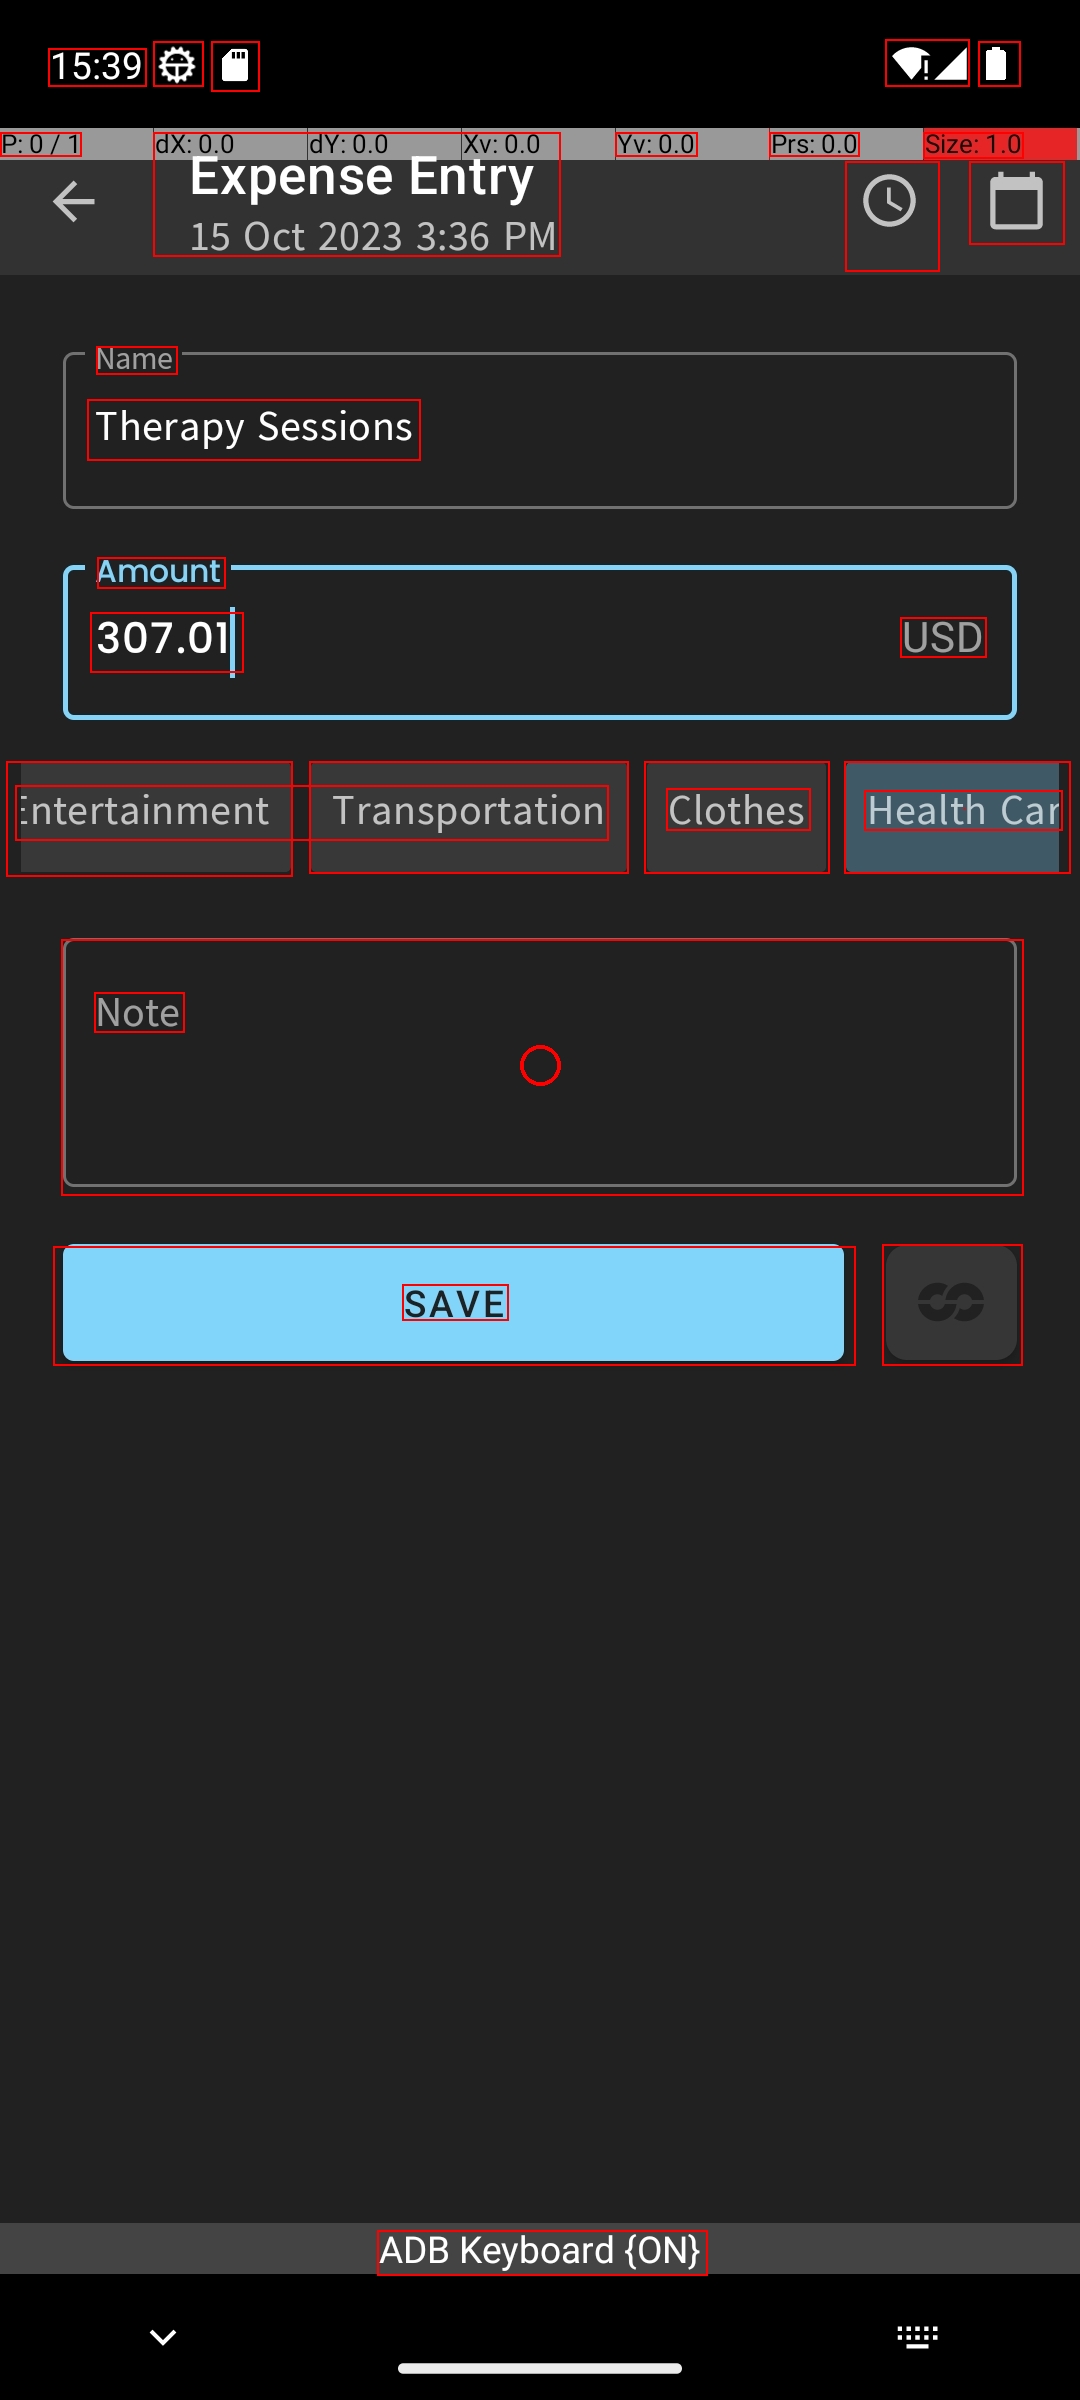 15:39
P: 0 / 1
dX: 0.0
dY: 0.0
Xv: 0.0
Yv: 0.0
Prs: 0.0
Size: 1.0
Expense Entry
15 Oct 2023 3:36 PM
Name
Therapy Sessions
Amount
307.01
USD
Entertainment
Transportation
Clothes
Health Car
Note
SAVE
ADB Keyboard {ON}